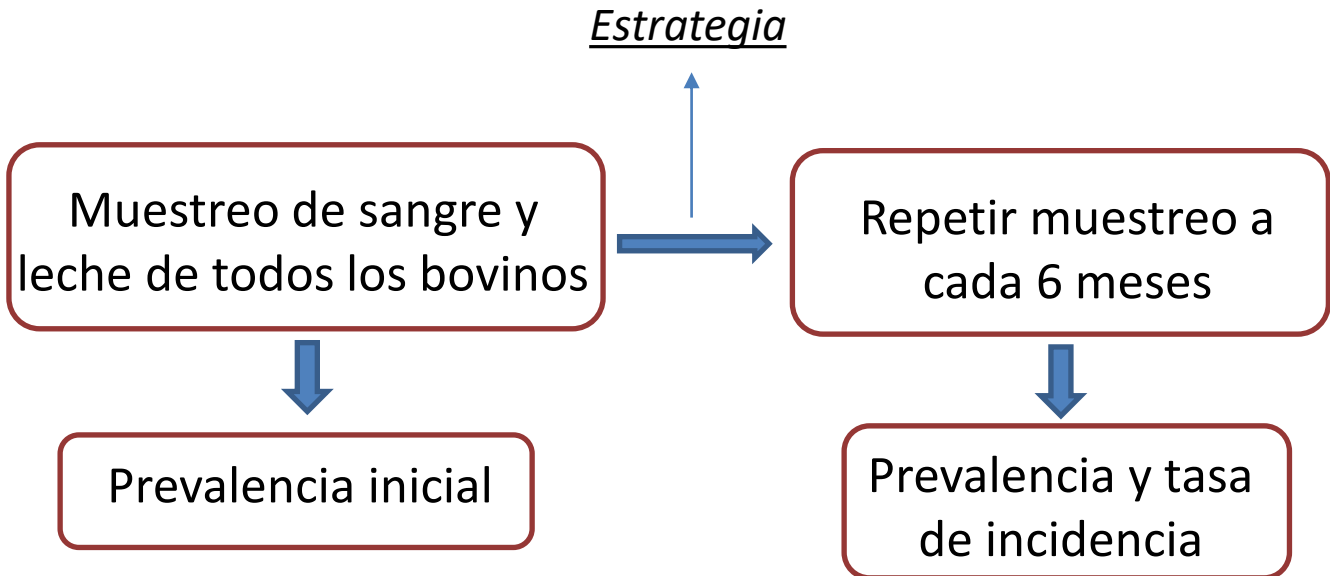 Estrategia
Muestreo de sangre y
leche de todos los bovinos
Repetir muestreo a
cada 6 meses
Prevalencia inicial
Prevalencia y tasa
de incidencia